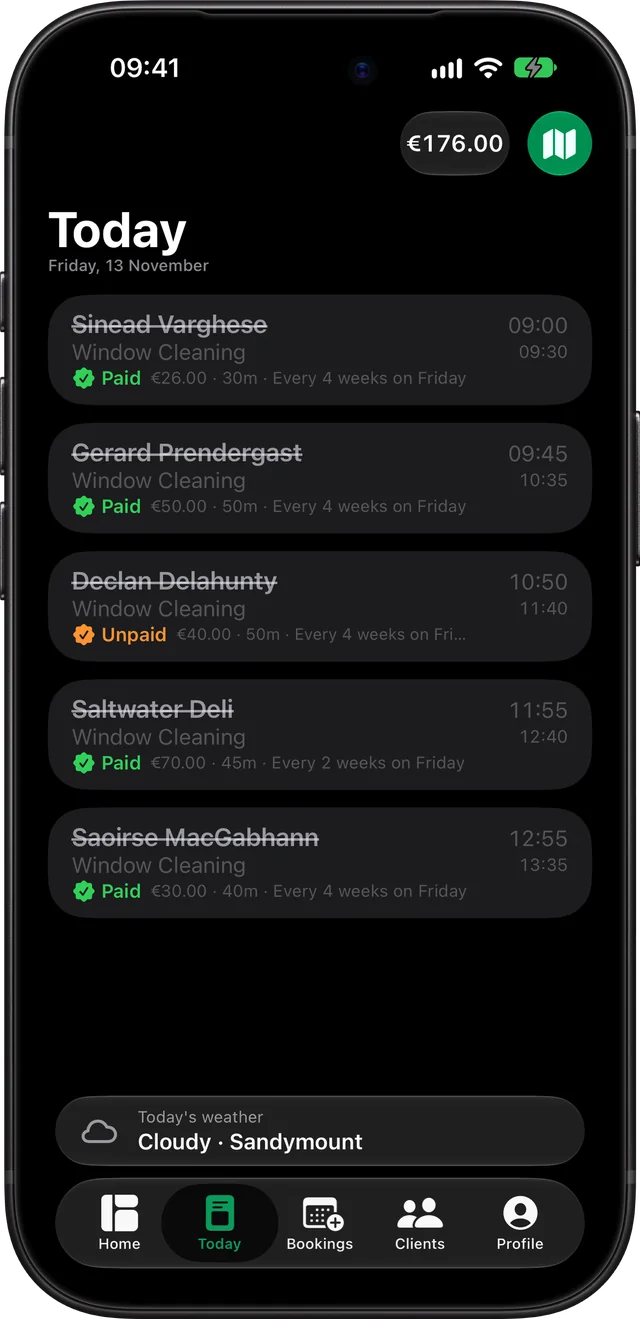 09:41
€176.00
Today
Friday, 13 November
Sinead Varghese
09:00
Window Cleaning
09:30
Paid €26.00 · 30m · Every 4 weeks on Friday
Gerard Prendergast
09:45
Window Cleaning
10:35
Paid €50.00 · 50m · Every 4 weeks on Friday
Declan Delahunty
10:50
Window Cleaning
11:40
Unpaid €40.00 · 50m · Every 4 weeks on Fri...
Saltwater Deli
11:55
Window Cleaning
12:40
Paid €70.00 · 45m · Every 2 weeks on Friday
Saoirse MacGabhann
12:55
Window Cleaning
13:35
Paid €30.00 · 40m · Every 4 weeks on Friday
Today's weather
Cloudy · Sandymount
Home Today Bookings Clients Profile